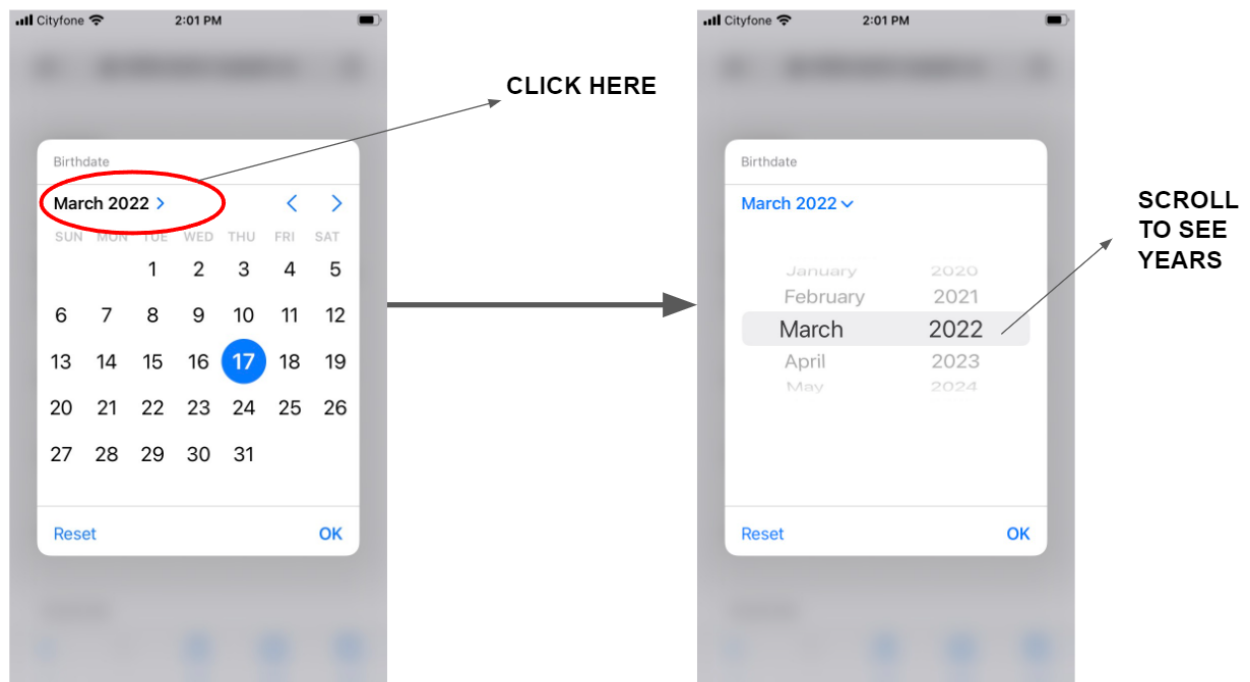 Cityfone 2:01 PM
CLICK HERE
Birthdate
March 2022 >
< >
SUN MON TUE WED THU FRI SAT
1 2 3 4 5
6 7 8 9 10 11 12
13 14 15 16 17 18 19
20 21 22 23 24 25 26
27 28 29 30 31
Reset OK
Cityfone 2:01 PM
Birthdate
March 2022
January 2020
February 2021
March 2022
April 2023
May 2024
Reset OK
SCROLL
TO SEE
YEARS